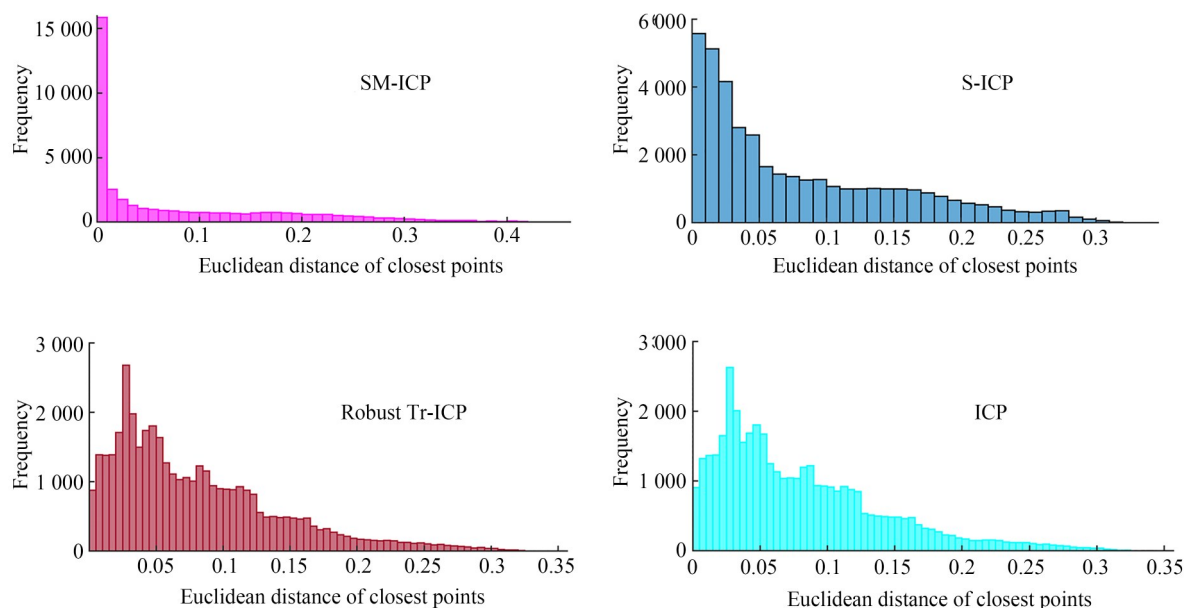 15 000
10 000
5 000
0
Frequency
SM-ICP
0 0.1 0.2 0.3 0.4
Euclidean distance of closest points
6 000
4 000
2 000
0
Frequency
S-ICP
0 0.05 0.1 0.15 0.2 0.25 0.3
Euclidean distance of closest points
3 000
2 000
1 000
0
Frequency
Robust Tr-ICP
0.05 0.1 0.15 0.2 0.25 0.3 0.35
Euclidean distance of closest points
3 000
2 000
1 000
0
Frequency
ICP
0 0.05 0.1 0.15 0.2 0.25 0.3 0.35
Euclidean distance of closest points